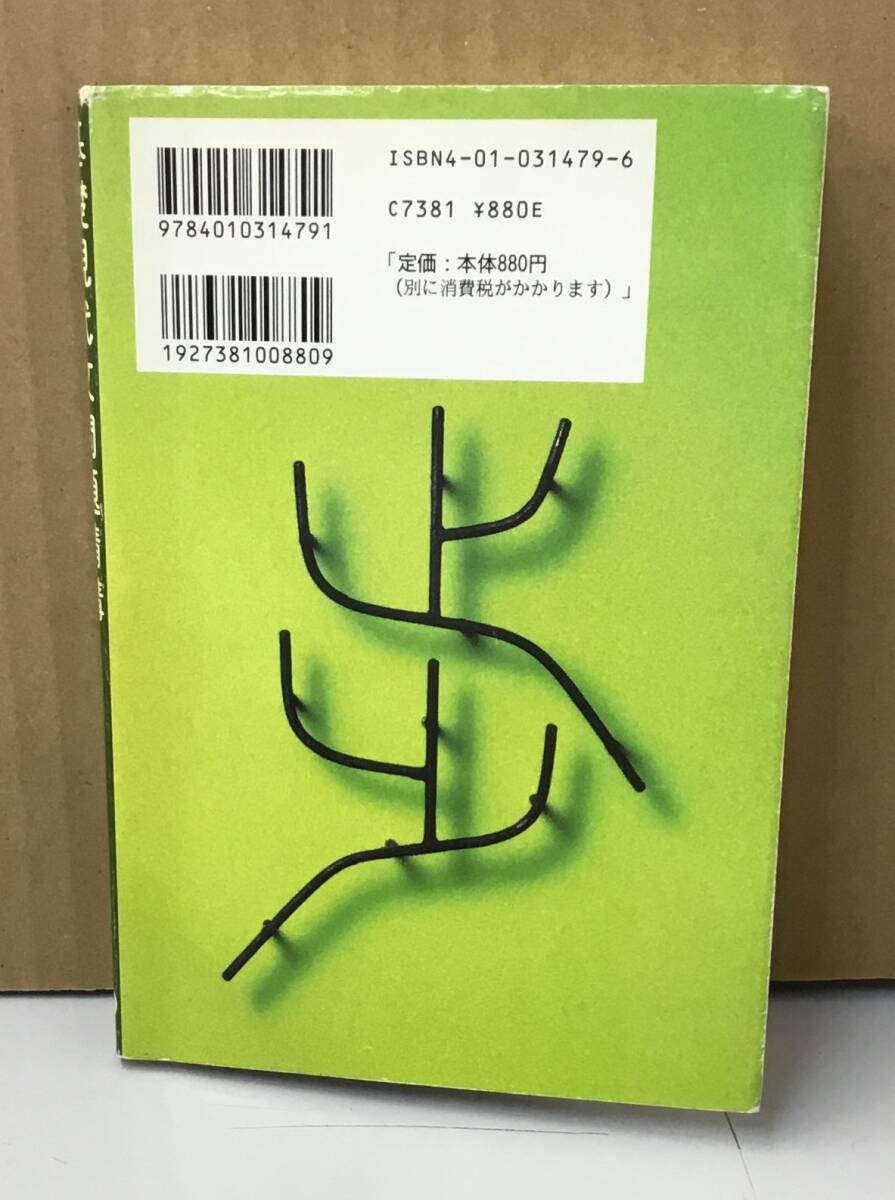 ISBN4-01-031479-6
C7381 ¥880E
9784010314791
「定価：本体880円
（別に消費税がかかります）」
1927381008809